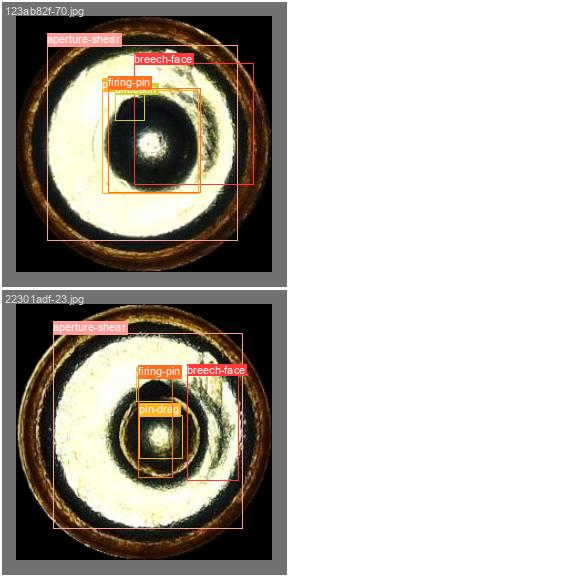 123ab82f-70.jpg
aperture-shear
breech-face
firing-pin
direction
22301adf-23.jpg
aperture-shear
firing-pin
breech-face
pin-drag